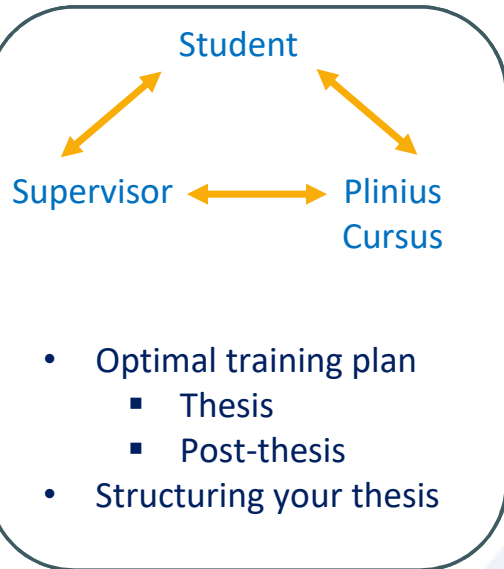 Student
Supervisor
Plinius
Cursus
• Optimal training plan
▪ Thesis
▪ Post-thesis
• Structuring your thesis